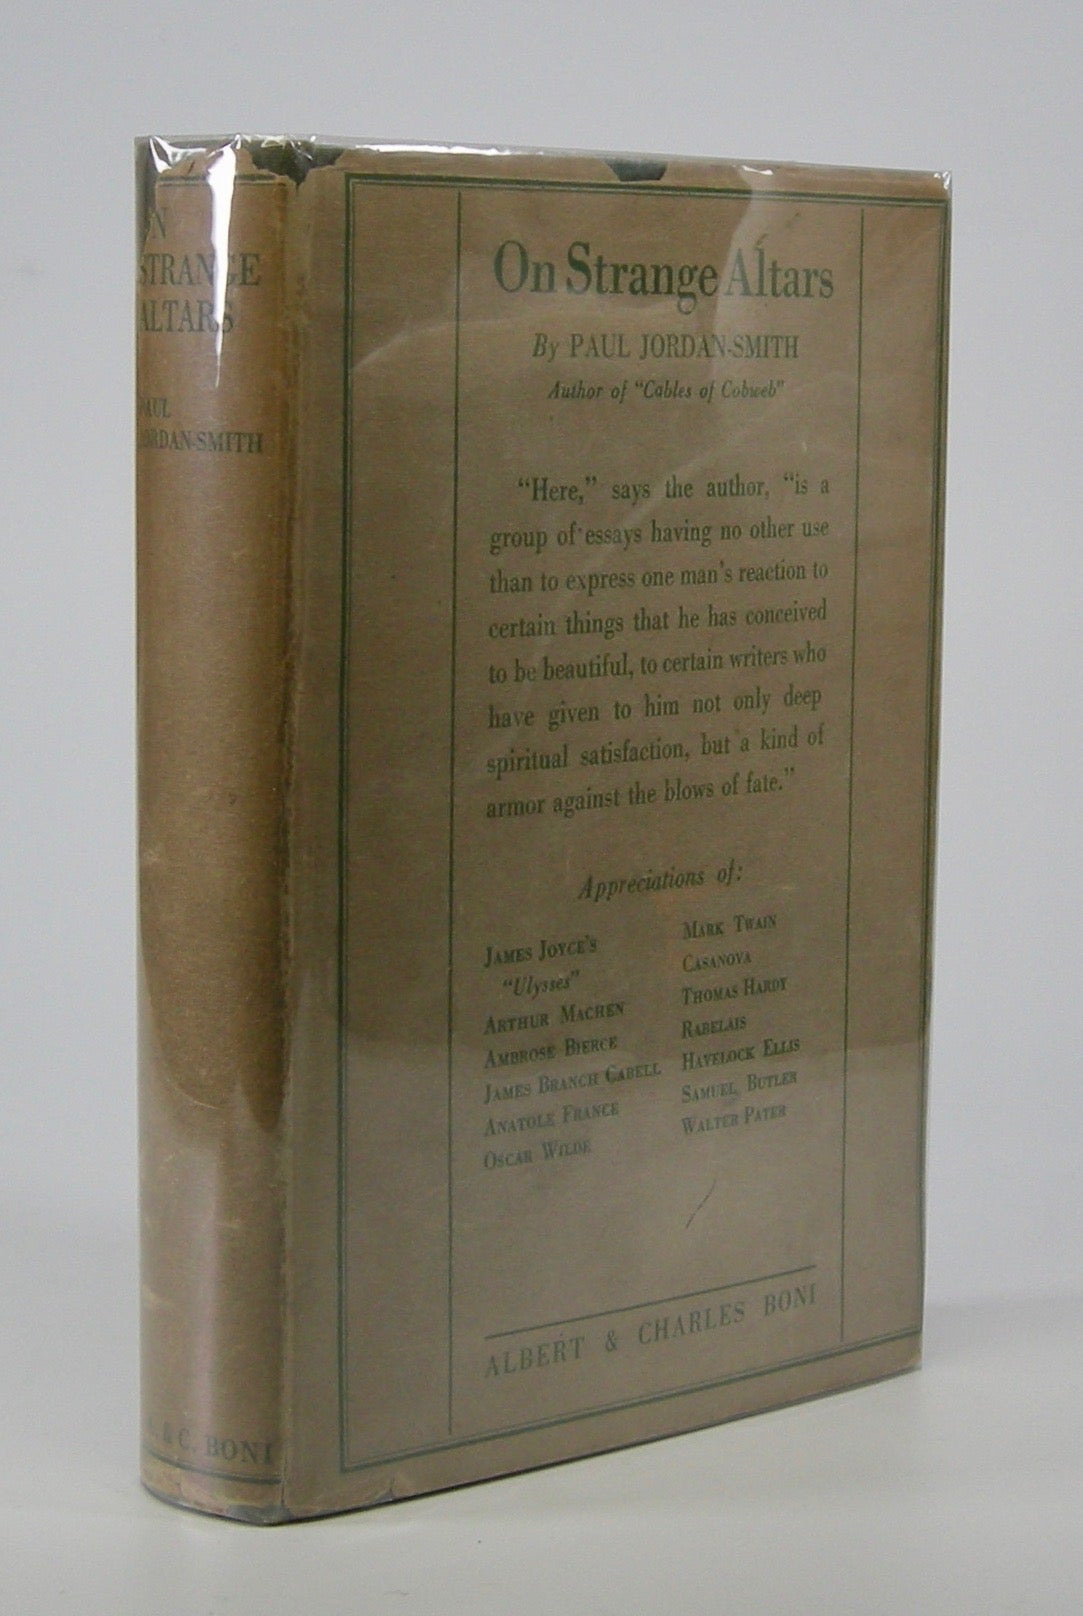 STRANGE
ALTARS
PAUL
JORDAN-SMITH
& C. BONI
On Strange Altars
By PAUL JORDAN-SMITH
Author of "Cables of Cobweb"
"Here," says the author, "is a
group of essays having no other use
than to express one man's reaction to
certain things that he has conceived
to be beautiful, to certain writers who
have given to him not only deep
spiritual satisfaction, but a kind of
armor against the blows of fate."
Appreciations of:
JAMES JOYCE'S
"Ulysses"
ARTHUR MACHEN
AMBROSE BIERCE
JAMES BRANCH CABELL
ANATOLE FRANCE
OSCAR WILDE
MARK TWAIN
CASANOVA
THOMAS HARDY
RABELAIS
HAVELOCK ELLIS
SAMUEL BUTLER
WALTER PATER
ALBERT & CHARLES BONI